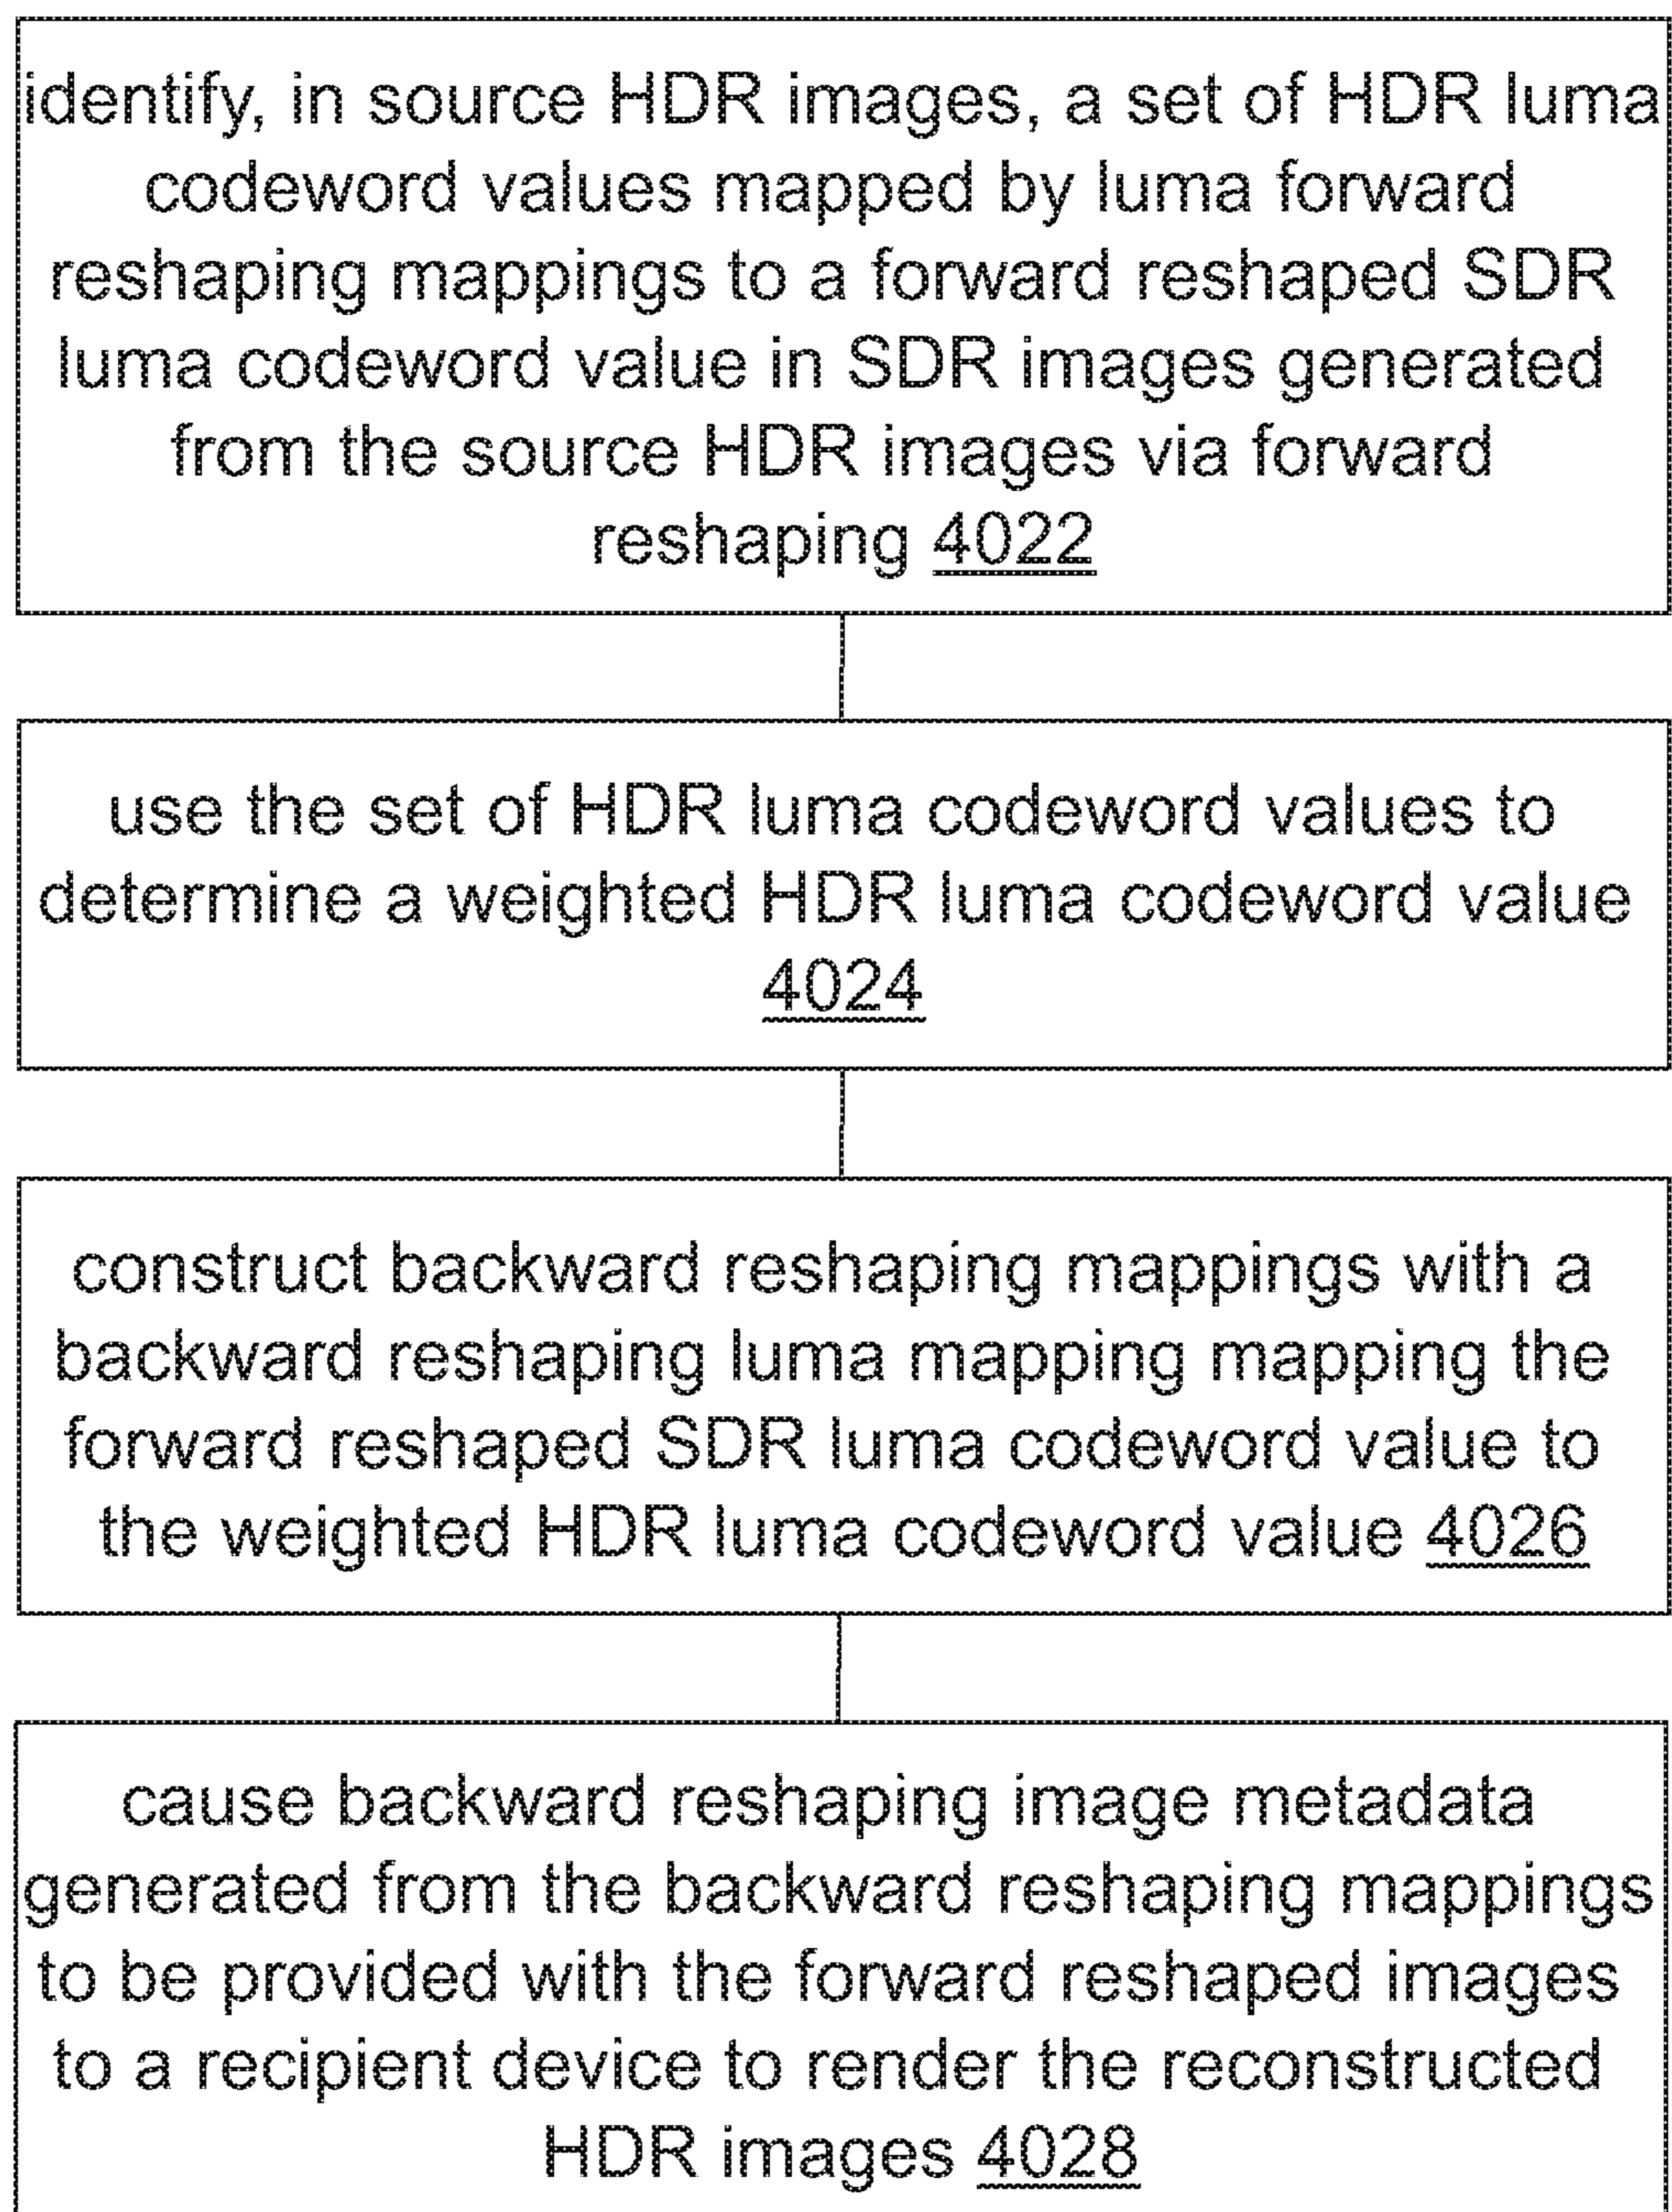 identify, in source HDR images, a set of HDR luma
codeword values mapped by luma forward
reshaping mappings to a forward reshaped SDR
luma codeword value in SDR images generated
from the source HDR images via forward
reshaping 4022
use the set of HDR luma codeword values to
determine a weighted HDR luma codeword value
4024
construct backward reshaping mappings with a
backward reshaping luma mapping mapping the
forward reshaped SDR luma codeword value to
the weighted HDR luma codeword value 4026
cause backward reshaping image metadata
generated from the backward reshaping mappings
to be provided with the forward reshaped images
to a recipient device to render the reconstructed
HDR images 4028